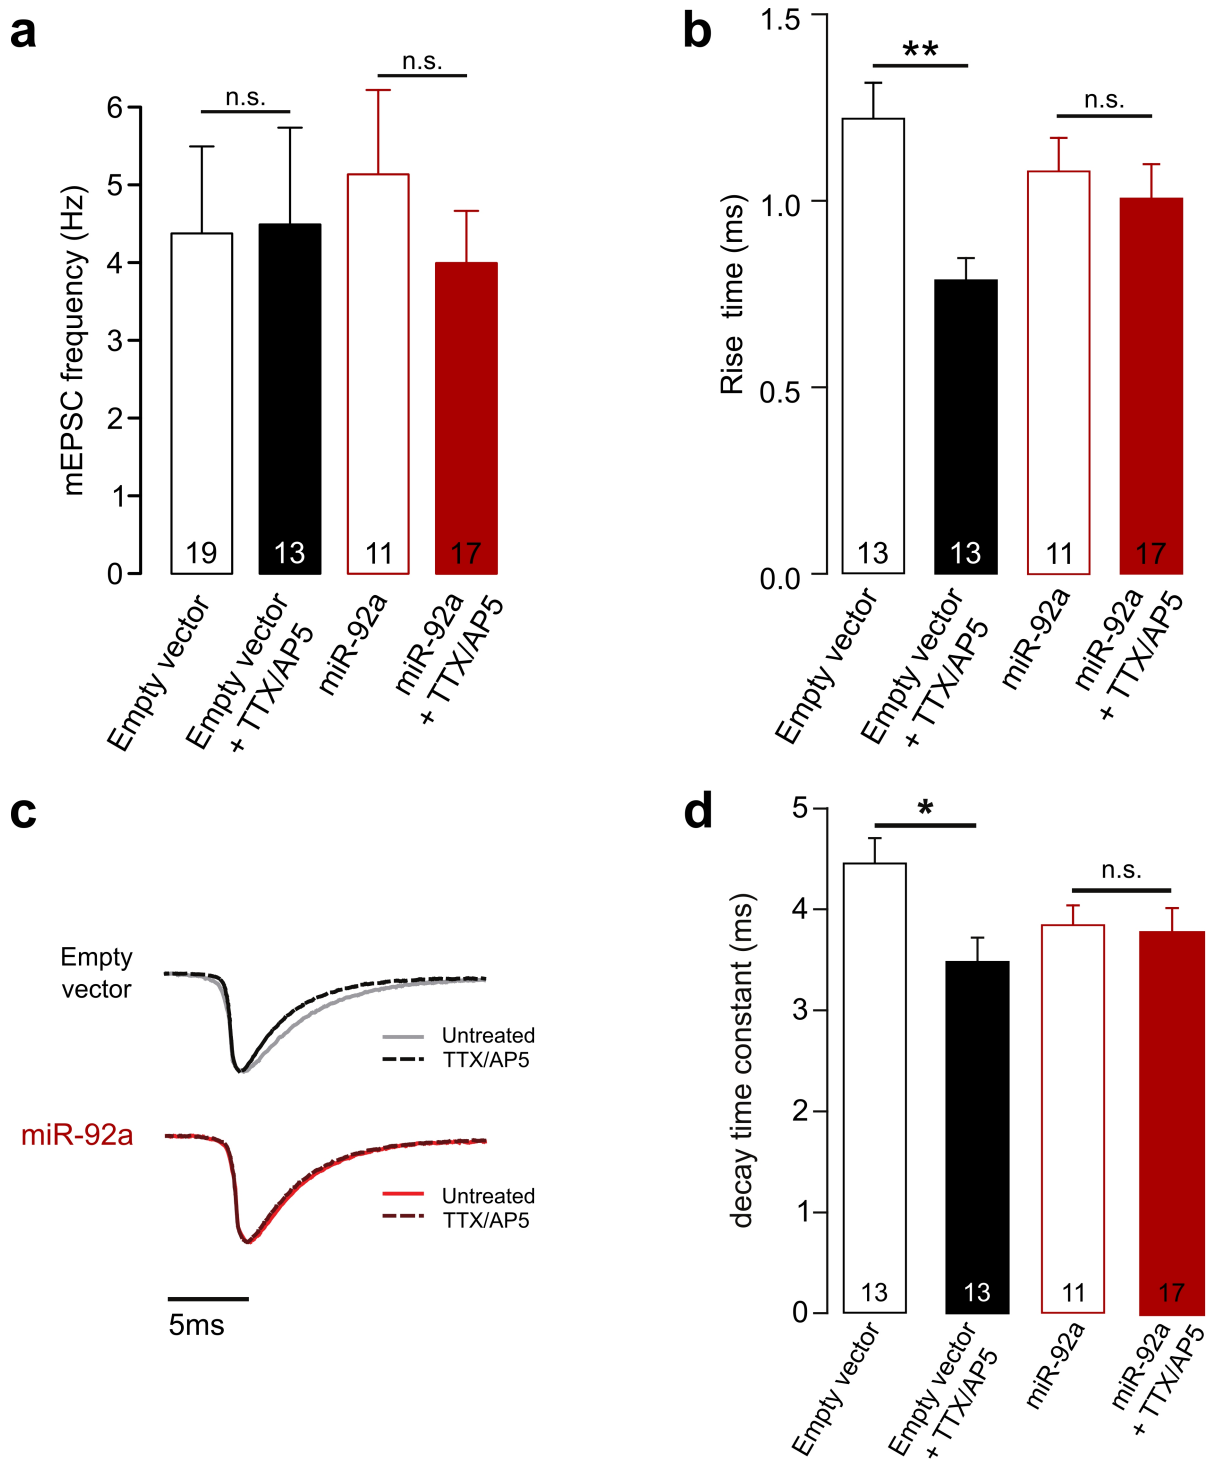 a
n.s.
n.s.
mEPSC frequency (Hz)
6
5
4
3
2
1
0
19
13
11
17
Empty vector
Empty vector
+ TTX/AP5
miR-92a
miR-92a
+ TTX/AP5
b
**
n.s.
Rise time (ms)
1.5
1.0
0.5
0.0
13
13
11
17
Empty vector
Empty vector
+ TTX/AP5
miR-92a
miR-92a
+ TTX/AP5
c
Empty
vector
Untreated
TTX/AP5
miR-92a
Untreated
TTX/AP5
5ms
d
*
n.s.
decay time constant (ms)
5
4
3
2
1
0
13
13
11
17
Empty vector
Empty vector
+ TTX/AP5
miR-92a
miR-92a
+ TTX/AP5